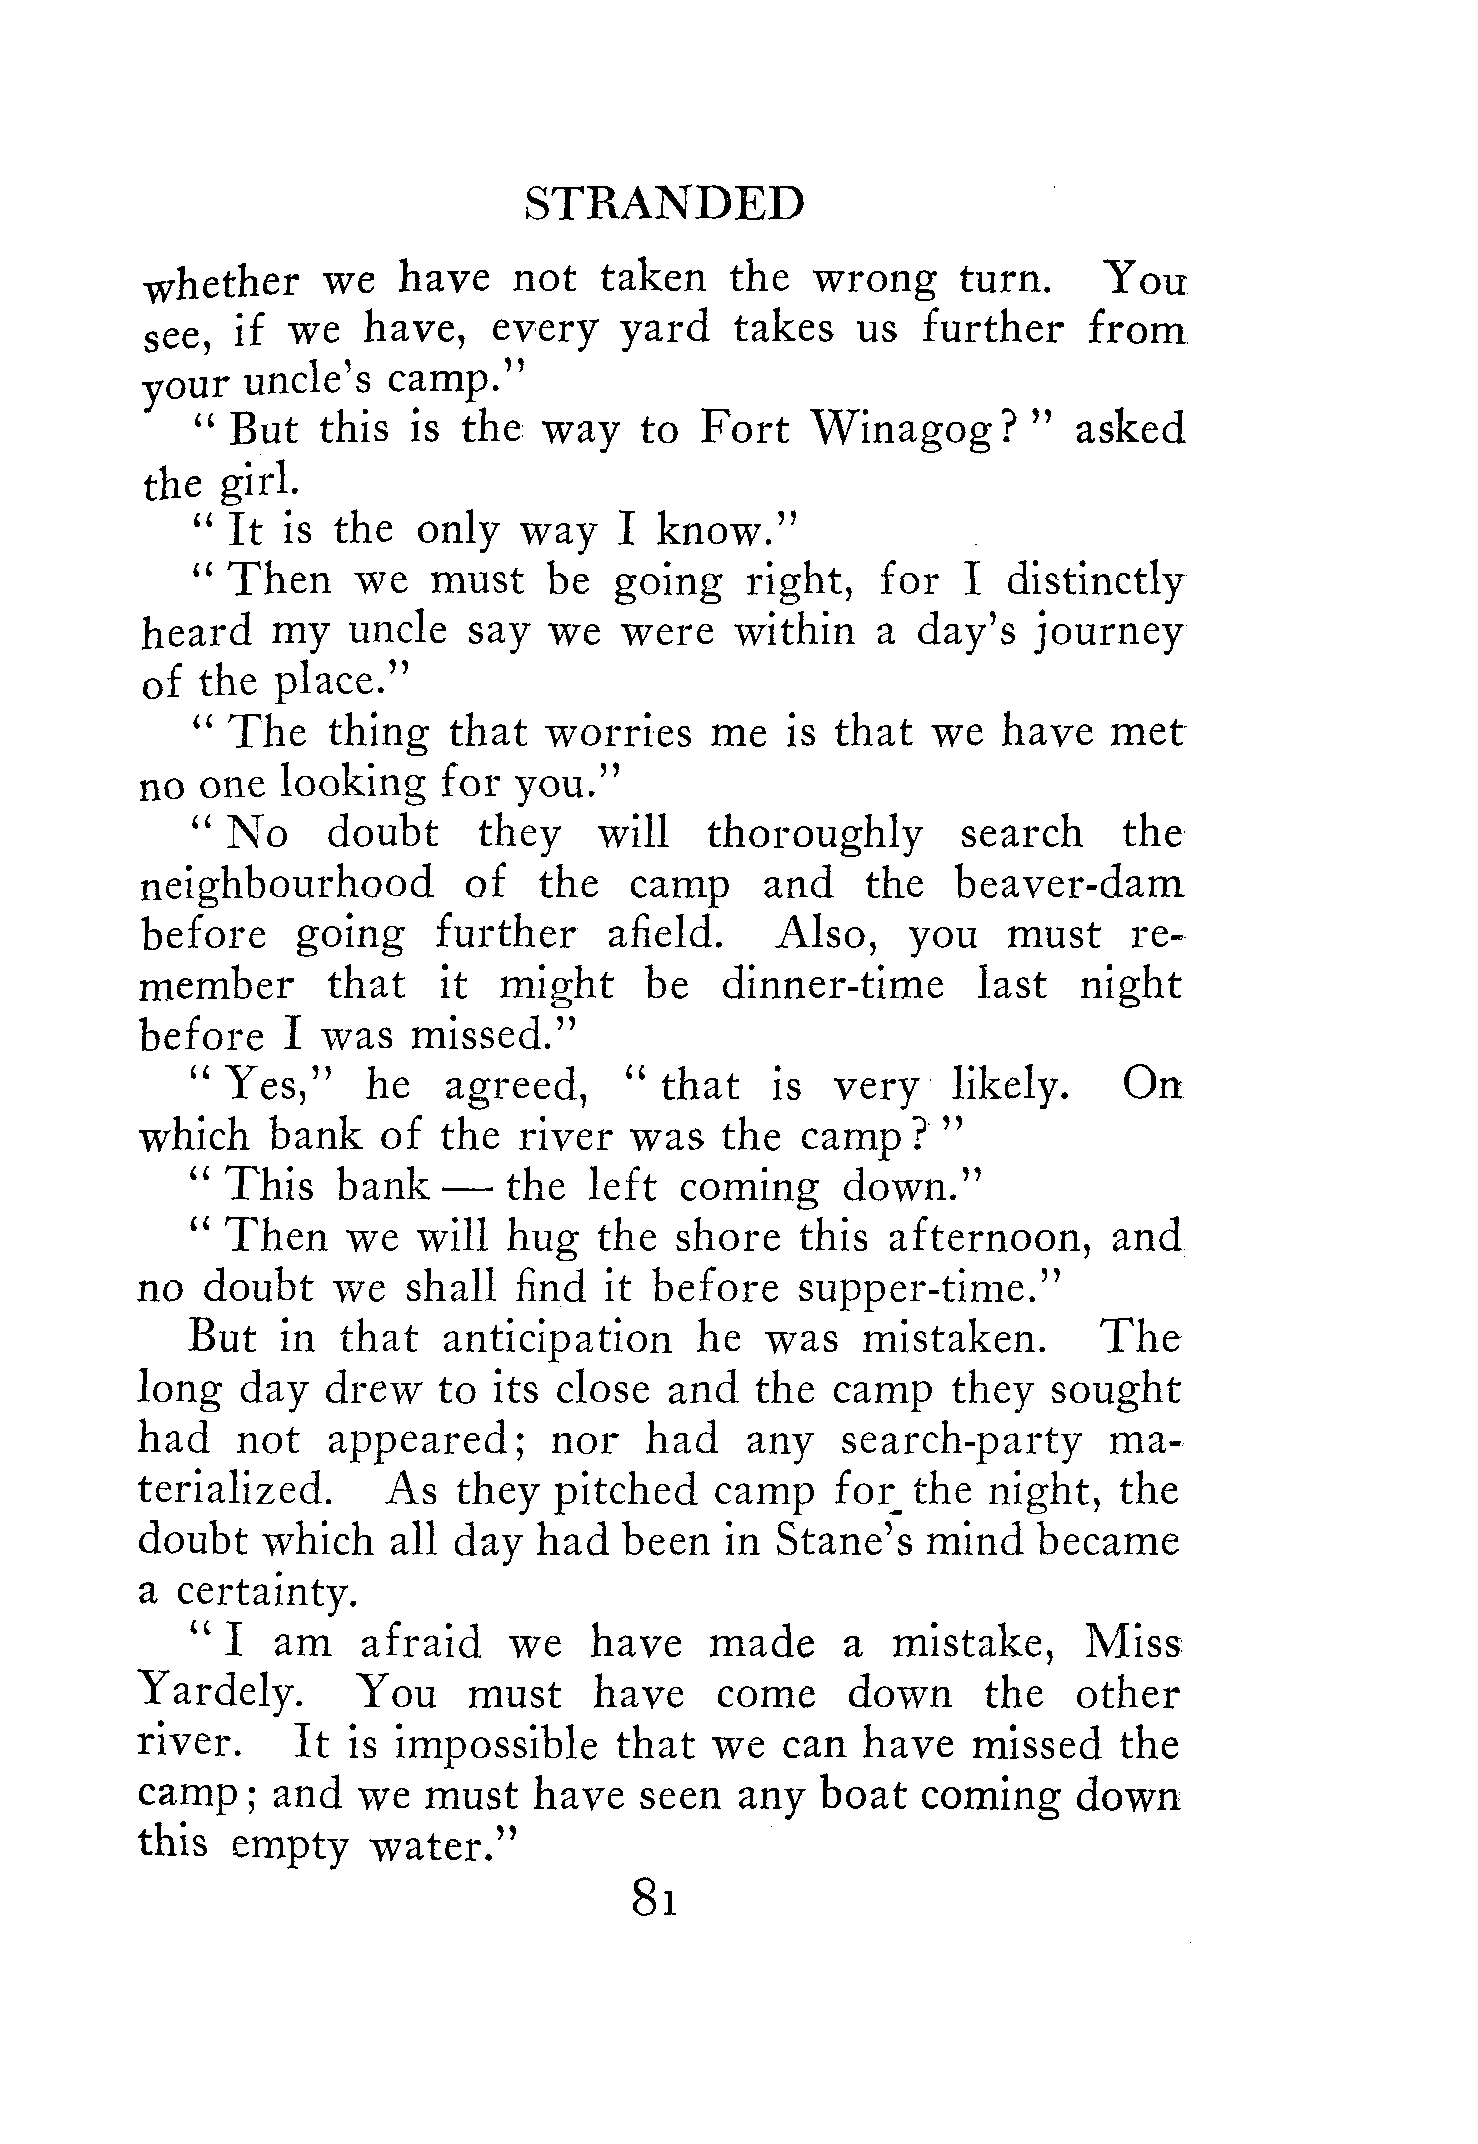 STRANDED
whether we have not taken the wrong turn. You
see, if we have, every yard takes us further from
your uncle's camp."
" But this is the way to Fort Winagog? " asked
the girl.
" It is the only way I know."
" Then we must be going right, for I distinctly
heard my uncle say we were within a day's journey
of the place."
" The thing that worries me is that we have met
no one looking for you."
" No doubt they will thoroughly search the
neighbourhood of the camp and the beaver-dam
before going further afield. Also, you must re-
member that it might be dinner-time last night
before I was missed."
" Yes," he agreed, " that is very likely. On
which bank of the river was the camp? "
" This bank — the left coming down."
" Then we will hug the shore this afternoon, and
no doubt we shall find it before supper-time."
But in that anticipation he was mistaken. The
long day drew to its close and the camp they sought
had not appeared; nor had any search-party ma-
terialized. As they pitched camp for the night, the
doubt which all day had been in Stane's mind became
a certainty.
" I am afraid we have made a mistake, Miss
Yardely. You must have come down the other
river. It is impossible that we can have missed the
camp; and we must have seen any boat coming down
this empty water."
81